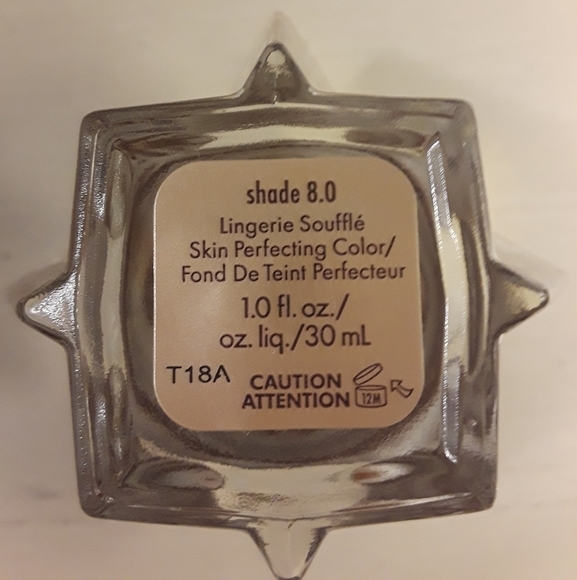 shade 8.0
Lingerie Soufflé
Skin Perfecting Color/
Fond De Teint Perfecteur
1.0 fl. oz./
oz. liq./30 mL
T18A
CAUTION
ATTENTION 12M